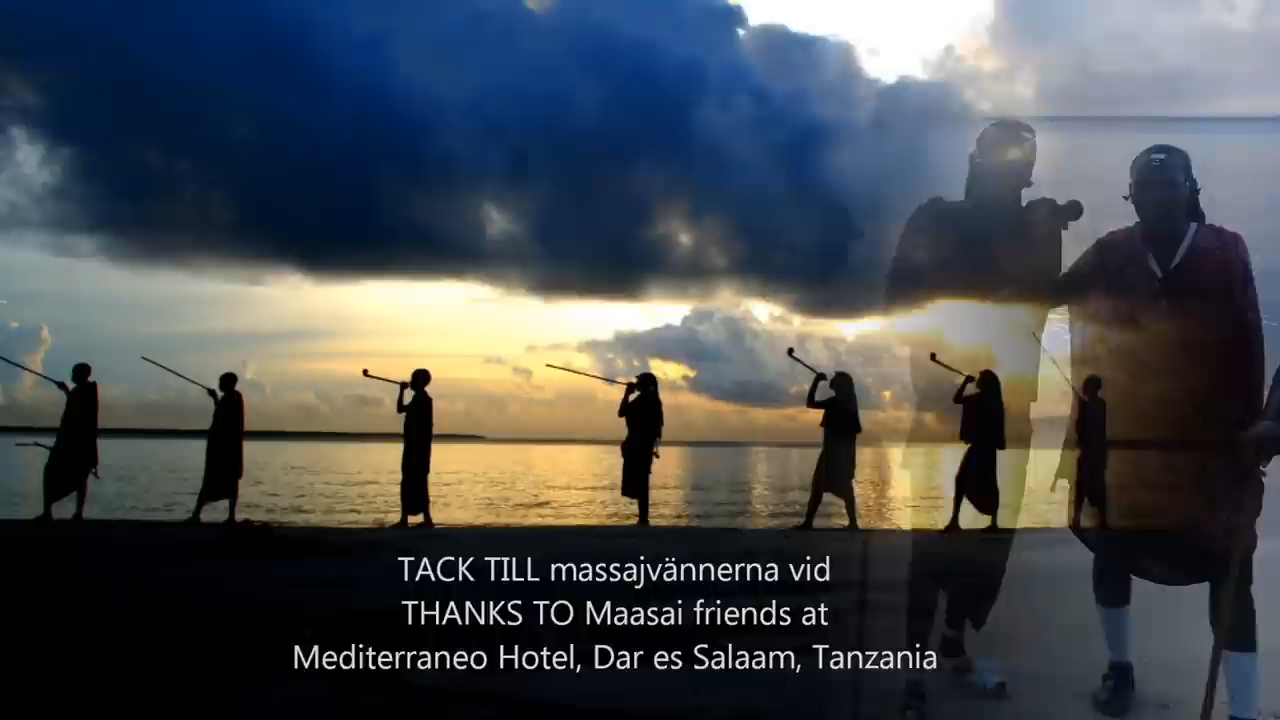 TACK TILL massajvännerna vid
THANKS TO Maasai friends at
Mediterraneo Hotel, Dar es Salaam, Tanzania